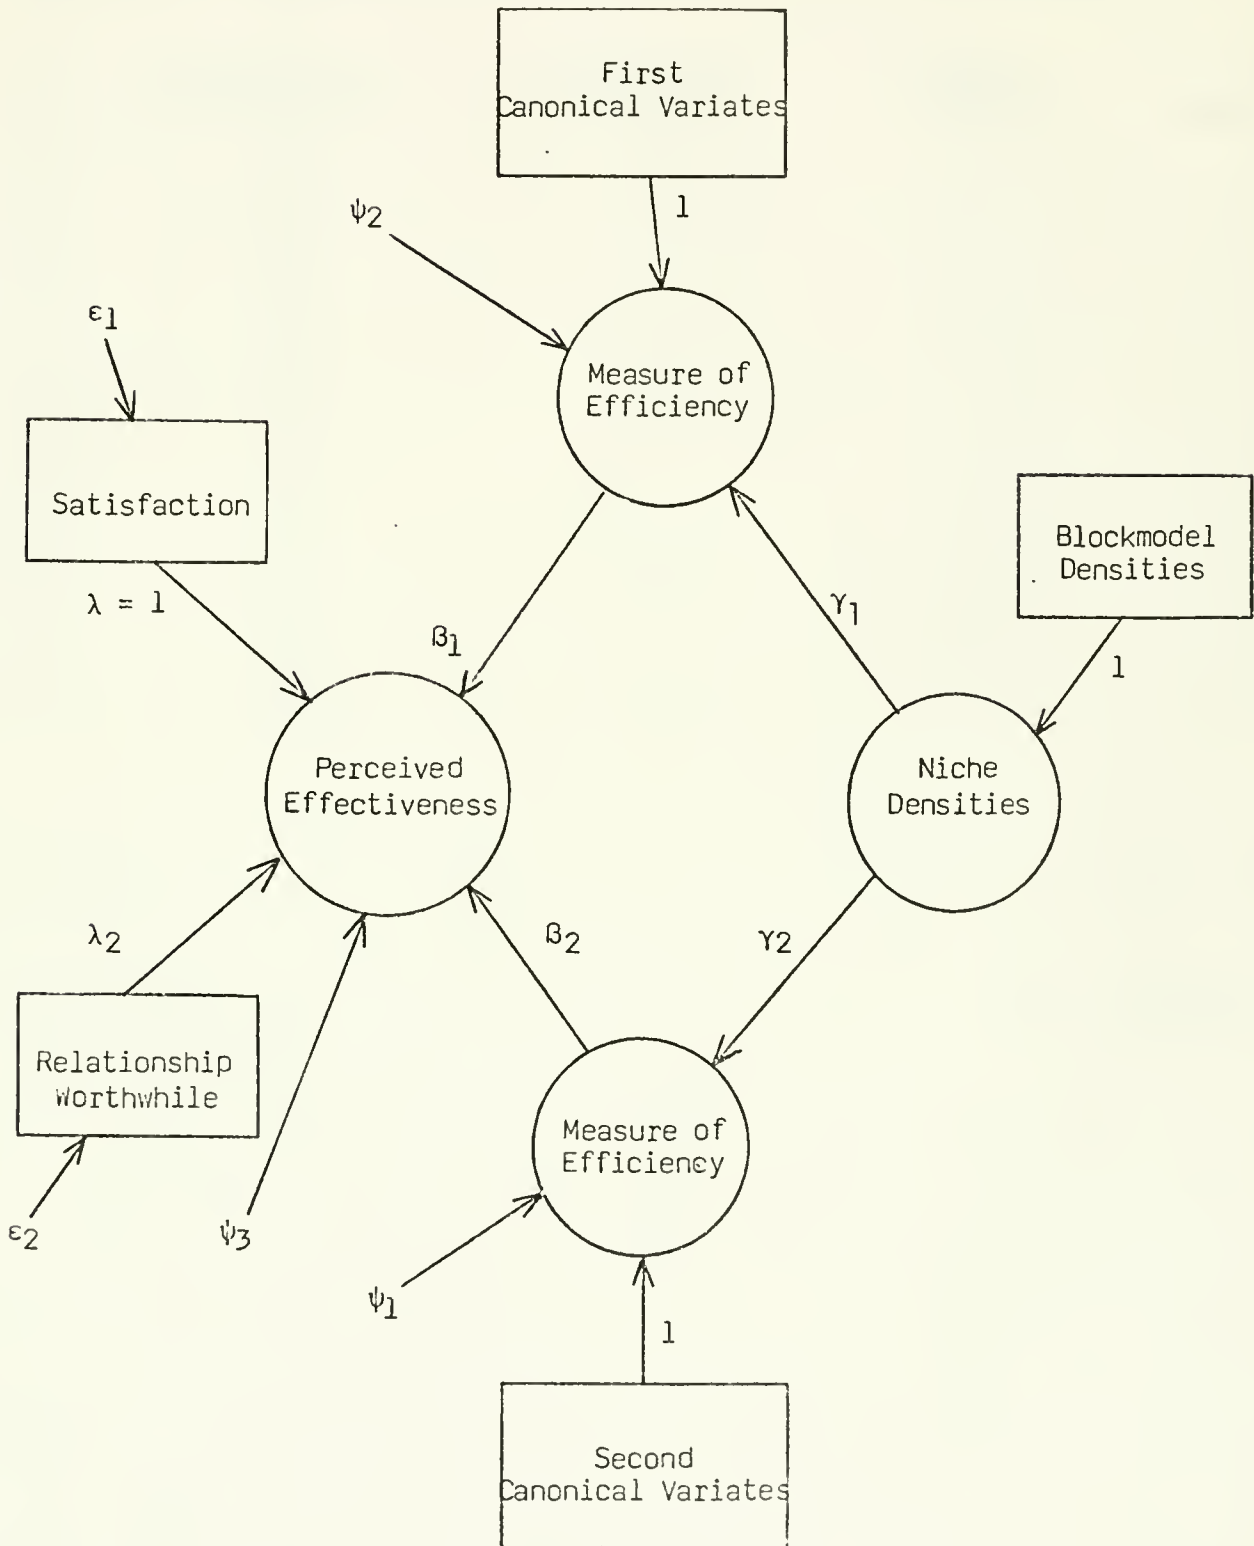 First
Canonical Variates
1
ψ2
ε1
Measure of
Efficiency
Satisfaction
Blockmodel
Densities
λ = 1
β1
γ1
1
Perceived
Effectiveness
Niche
Densities
λ2
β2
γ2
Relationship
Worthwhile
Measure of
Efficiency
ε2
ψ3
ψ1
1
Second
Canonical Variates